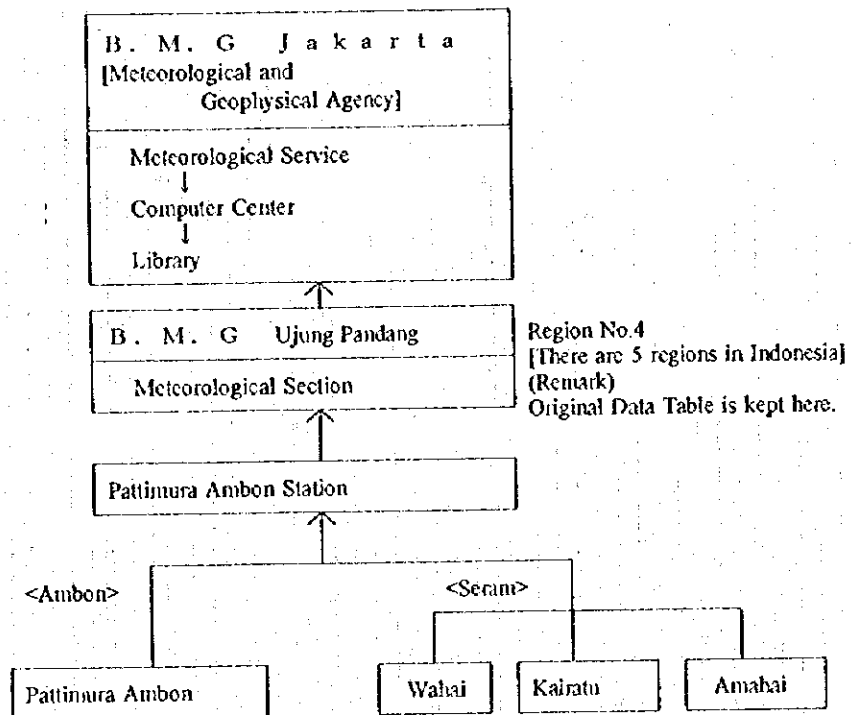 B. M. G Jakarta
[Meteorological and
Geophysical Agency]
Meteorological Service
Computer Center
Library
B. M. G Ujung Pandang
Meteorological Section
Region No.4
[There are 5 regions in Indonesia]
(Remark)
Original Data Table is kept here.
Pattimura Ambon Station
<Ambon>
<Seram>
Pattimura Ambon
Wahai
Kairatu
Amahai